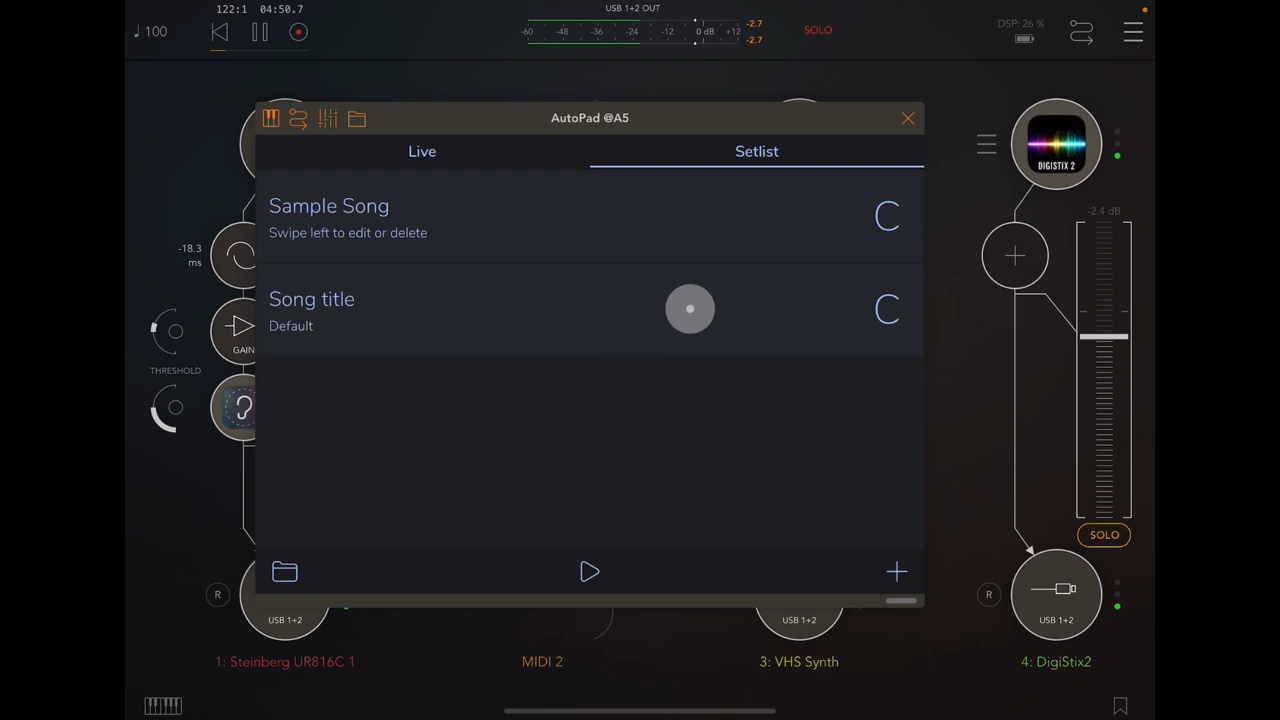 122:1 04:50.7
USB 1+2 OUT
♩ 100
-60 -48 -36 -24 -12 0 dB +12
-2.7
-2.7
SOLO
DSP: 26 %
AutoPad @A5
Live
Setlist
DIGISTIX 2
Sample Song
Swipe left to edit or delete
C
-2.4 dB
-18.3
ms
Song title
Default
C
GAIN
THRESHOLD
SOLO
R
USB 1+2
USB 1+2
R
USB 1+2
1: Steinberg UR816C 1
MIDI 2
3: VHS Synth
4: DigiStix2